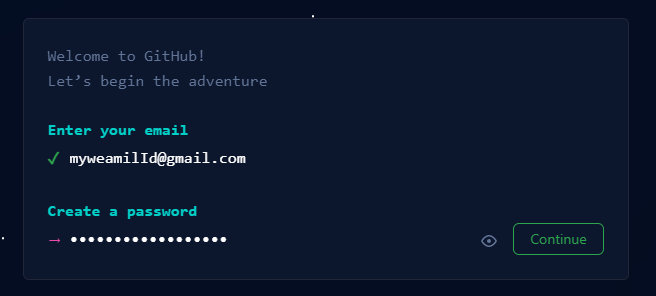 Welcome to GitHub!
Let’s begin the adventure
Enter your email
✓ myweamilId@gmail.com
Create a password
→ ••••••••••••••••••
Continue